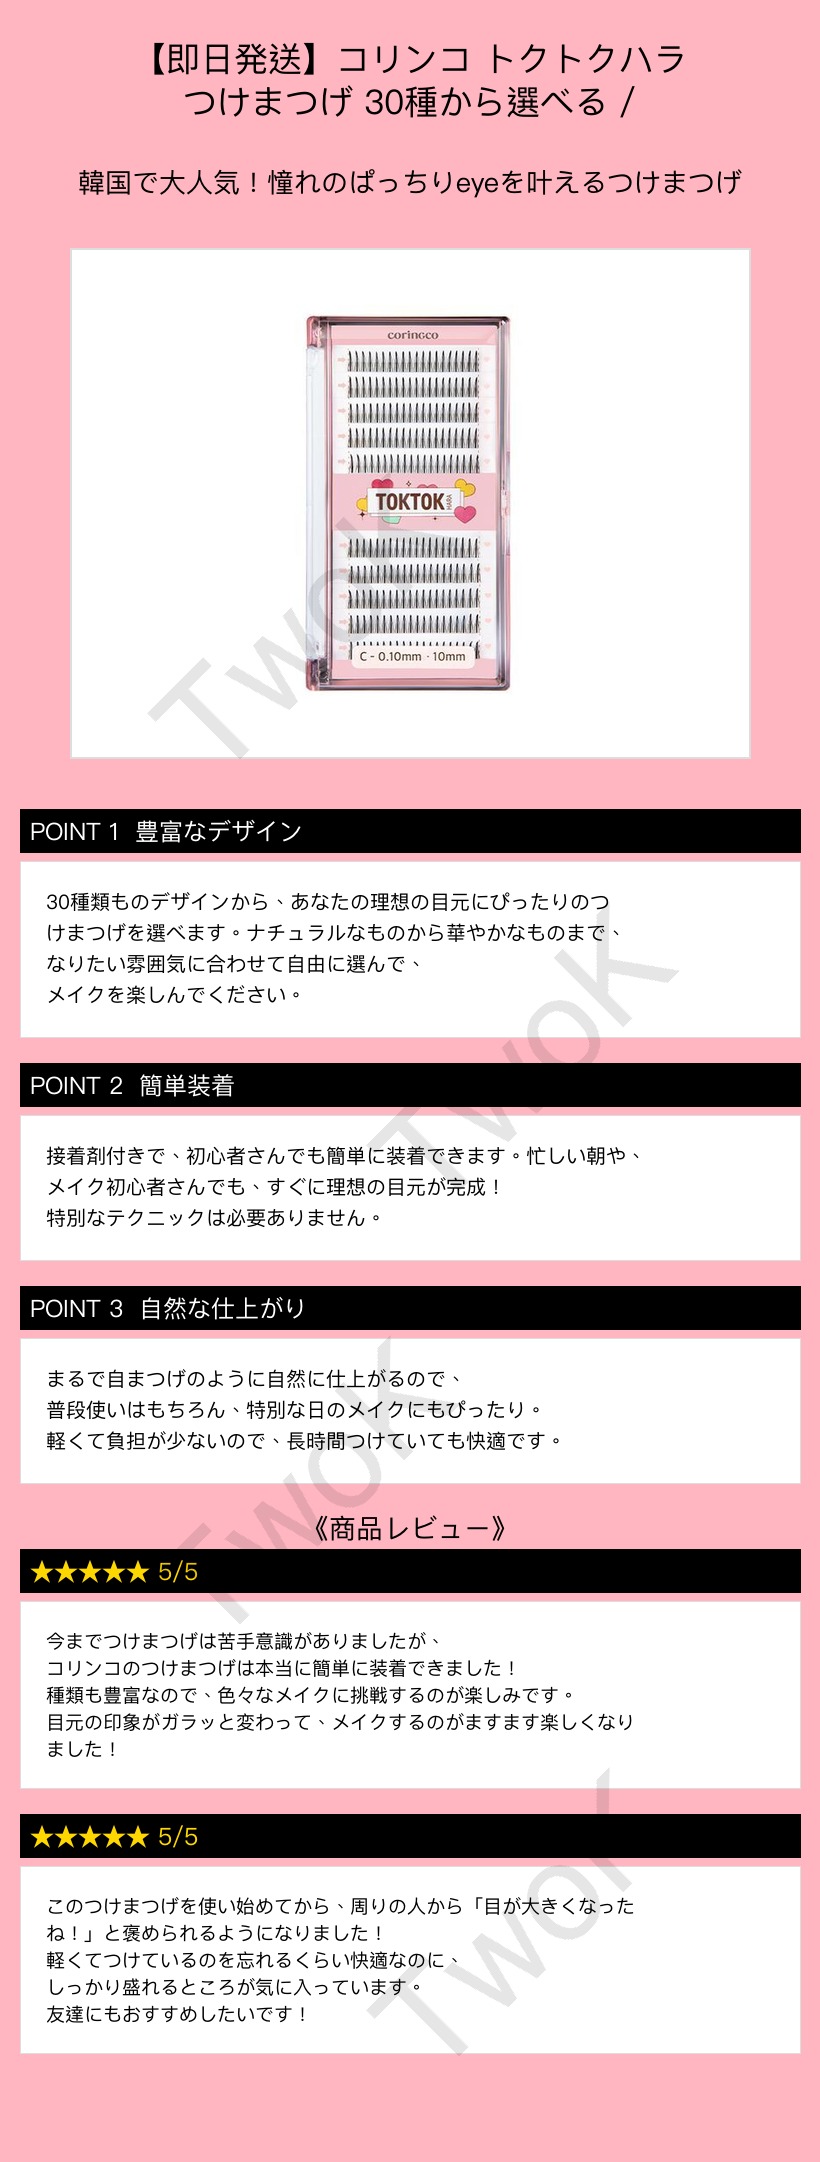 【即日発送】コリンコ トクトクハラ
つけまつげ 30種から選べる /
韓国で大人気！憧れのぱっちりeyeを叶えるつけまつげ
coringco
TOKTOK
HARA
C - 0.10mm · 10mm
TwoK
POINT 1 豊富なデザイン
30種類ものデザインから、あなたの理想の目元にぴったりのつ
けまつげを選べます。ナチュラルなものから華やかなものまで、
なりたい雰囲気に合わせて自由に選んで、
メイクを楽しんでください。
TwoK
POINT 2 簡単装着
接着剤付きで、初心者さんでも簡単に装着できます。忙しい朝や、
メイク初心者さんでも、すぐに理想の目元が完成！
特別なテクニックは必要ありません。
POINT 3 自然な仕上がり
まるで自まつげのように自然に仕上がるので、
普段使いはもちろん、特別な日のメイクにもぴったり。
軽くて負担が少ないので、長時間つけていても快適です。
TwoK
《商品レビュー》
★★★★★ 5/5
今までつけまつげは苦手意識がありましたが、
コリンコのつけまつげは本当に簡単に装着できました！
種類も豊富なので、色々なメイクに挑戦するのが楽しみです。
目元の印象がガラッと変わって、メイクするのがますます楽しくなり
ました！
★★★★★ 5/5
このつけまつげを使い始めてから、周りの人から「目が大きくなった
ね！」と褒められるようになりました！
軽くてつけているのを忘れるくらい快適なのに、
しっかり盛れるところが気に入っています。
友達にもおすすめしたいです！
TwoK